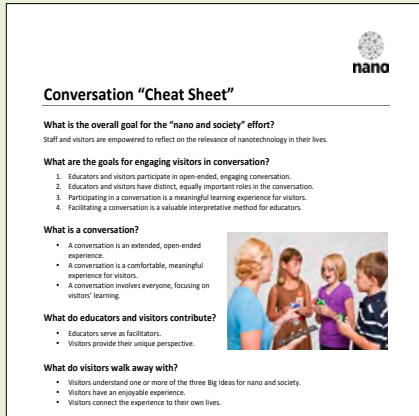 nano
Conversation “Cheat Sheet”
What is the overall goal for the “nano and society” effort?
Staff and visitors are empowered to reflect on the relevance of nanotechnology in their lives.
What are the goals for engaging visitors in conversation?
1. Educators and visitors participate in open-ended, engaging conversation.
2. Educators and visitors have distinct, equally important roles in the conversation.
3. Participating in a conversation is a meaningful learning experience for visitors.
4. Facilitating a conversation is a valuable interpretative method for educators.
What is a conversation?
• A conversation is an extended, open-ended
experience.
• A conversation is a comfortable, meaningful
experience for visitors.
• A conversation involves everyone, focusing on
visitors’ learning.
What do educators and visitors contribute?
• Educators serve as facilitators.
• Visitors provide their unique perspective.
What do visitors walk away with?
• Visitors understand one or more of the three Big Ideas for nano and society.
• Visitors have an enjoyable experience.
• Visitors connect the experience to their own lives.